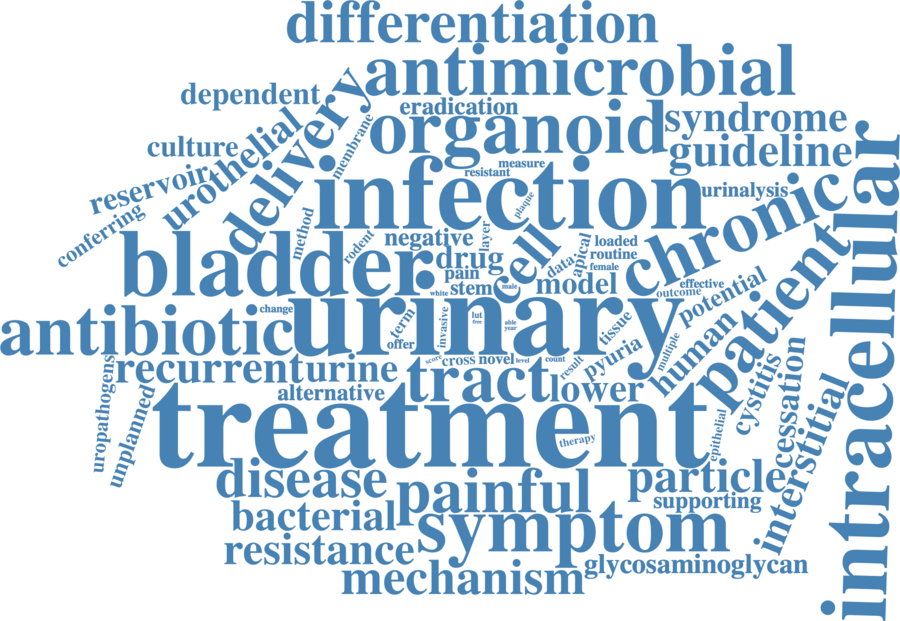 differentiation
antimicrobial
dependent
eradication
delivery
organoid
syndrome
culture
urothelial
membrane
guideline
measure
resistant
reservoir
infection
urinalysis
plaque
conferring
method
rodent
negative
layer
cell
apical
loaded
routine
female
chronic
intracellular
bladder
drug
data
pain
stem
male
model
white
effective
outcome
potential
patient
urinary
change
antibiotic
term
offer
invasive
lut
free
able
year
tissue
human
multiple
pyuria
score
cross
novel
level
count
result
recurrent
urine
tract
lower
alternative
uropathogens
unplanned
treatment
therapy
epithelial
cystitis
cessation
interstitial
disease
painful
particle
supporting
bacterial
symptom
resistance
mechanism
glycosaminoglycan